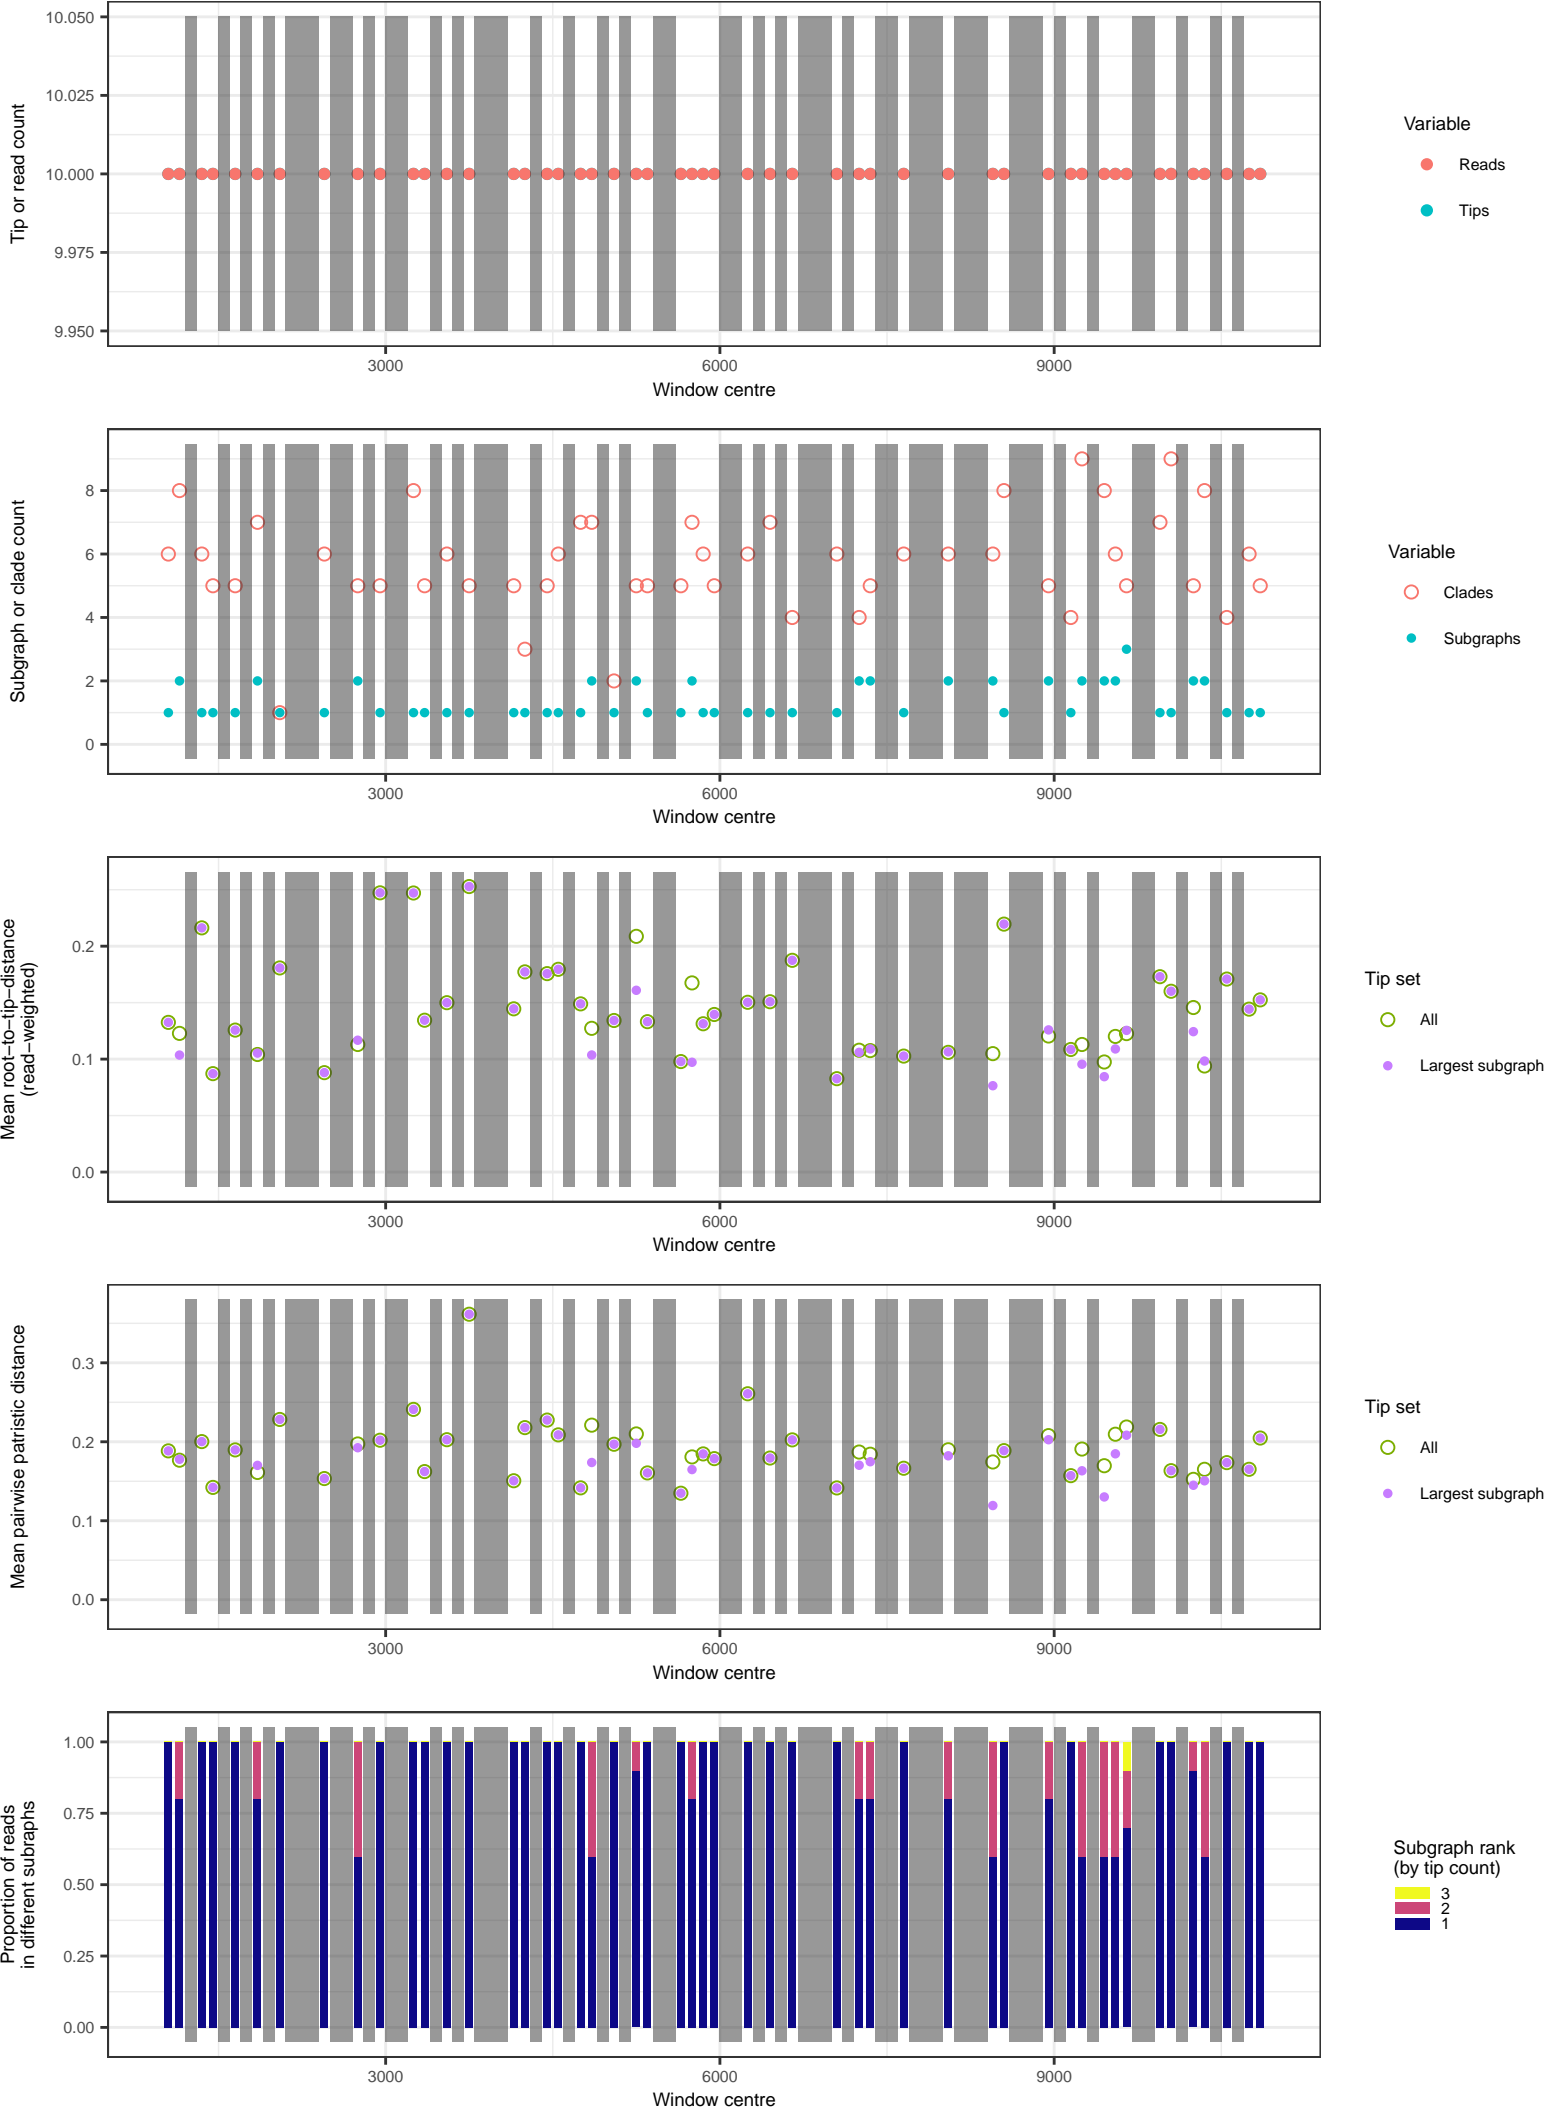 10.050
10.025
10.000
9.975
9.950
Tip or read count
3000
6000
9000
Window centre
Variable
Reads
Tips
8
6
4
2
0
Subgraph or clade count
3000
6000
9000
Window centre
Variable
Clades
Subgraphs
0.2
0.1
0.0
Mean root−to−tip−distance
(read−weighted)
3000
6000
9000
Window centre
Tip set
All
Largest subgraph
0.3
0.2
0.1
0.0
Mean pairwise patristic distance
3000
6000
9000
Window centre
Tip set
All
Largest subgraph
1.00
0.75
0.50
0.25
0.00
Proportion of reads
in different subraphs
3000
6000
9000
Window centre
Subgraph rank
(by tip count)
3
2
1